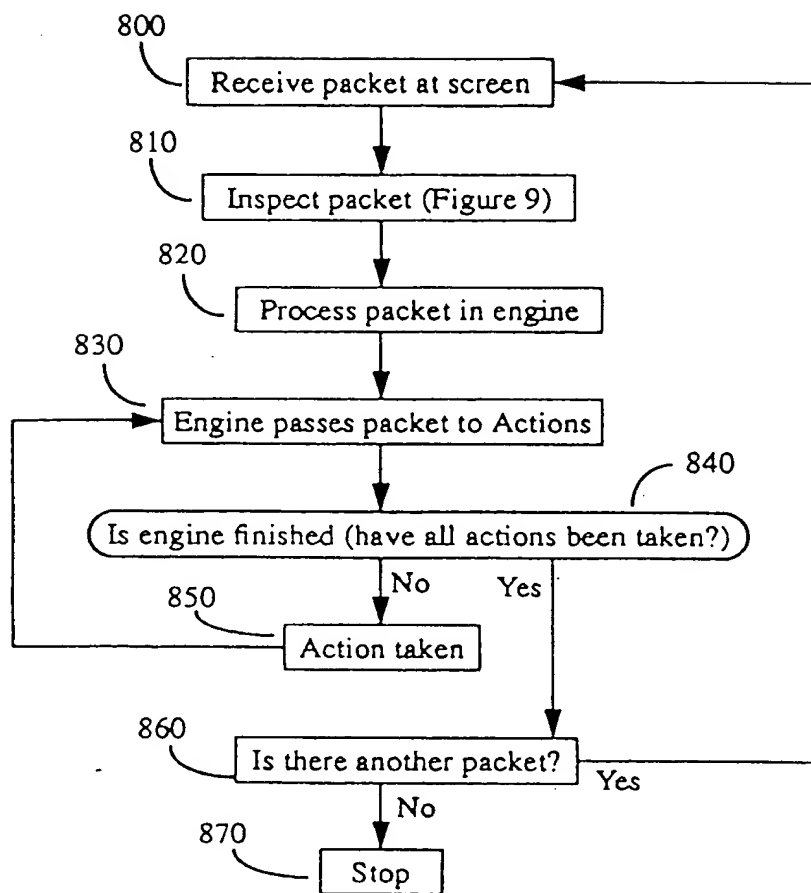 800
Receive packet at screen
810
Inspect packet (Figure 9)
820
Process packet in engine
830
Engine passes packet to Actions
840
Is engine finished (have all actions been taken?)
No
Yes
850
Action taken
860
Is there another packet?
Yes
No
870
Stop